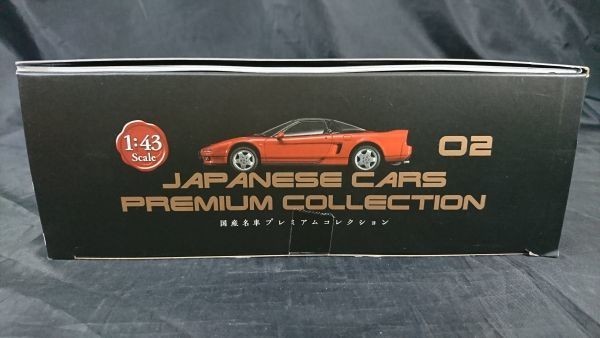 1:43
Scale
02
JAPANESE CARS
PREMIUM COLLECTION
国産名車プレミアムコレクション